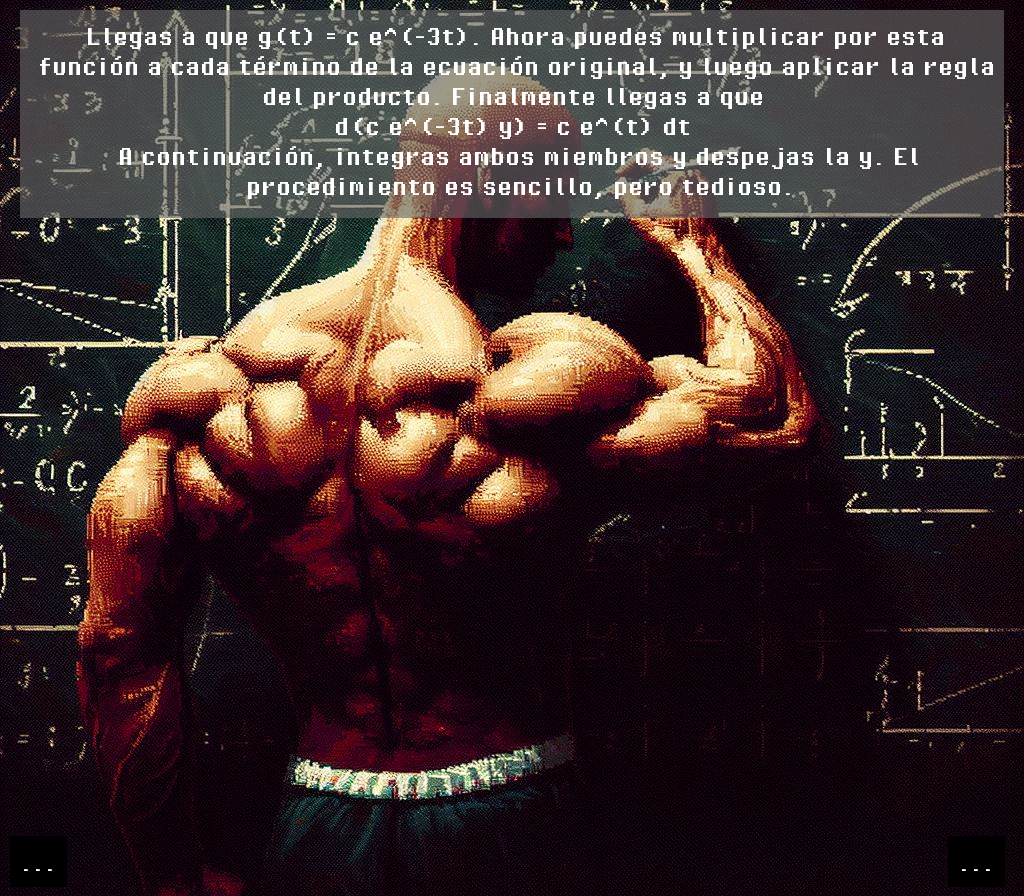 Llegas a que g(t) = c e^(-3t). Ahora puedes multiplicar por esta
función a cada término de la ecuación original, y luego aplicar la regla
del producto. Finalmente llegas a que
d(c e^(-3t) y) = c e^(t) dt
A continuación, integras ambos miembros y despejas la y. El
procedimiento es sencillo, pero tedioso.
...
...